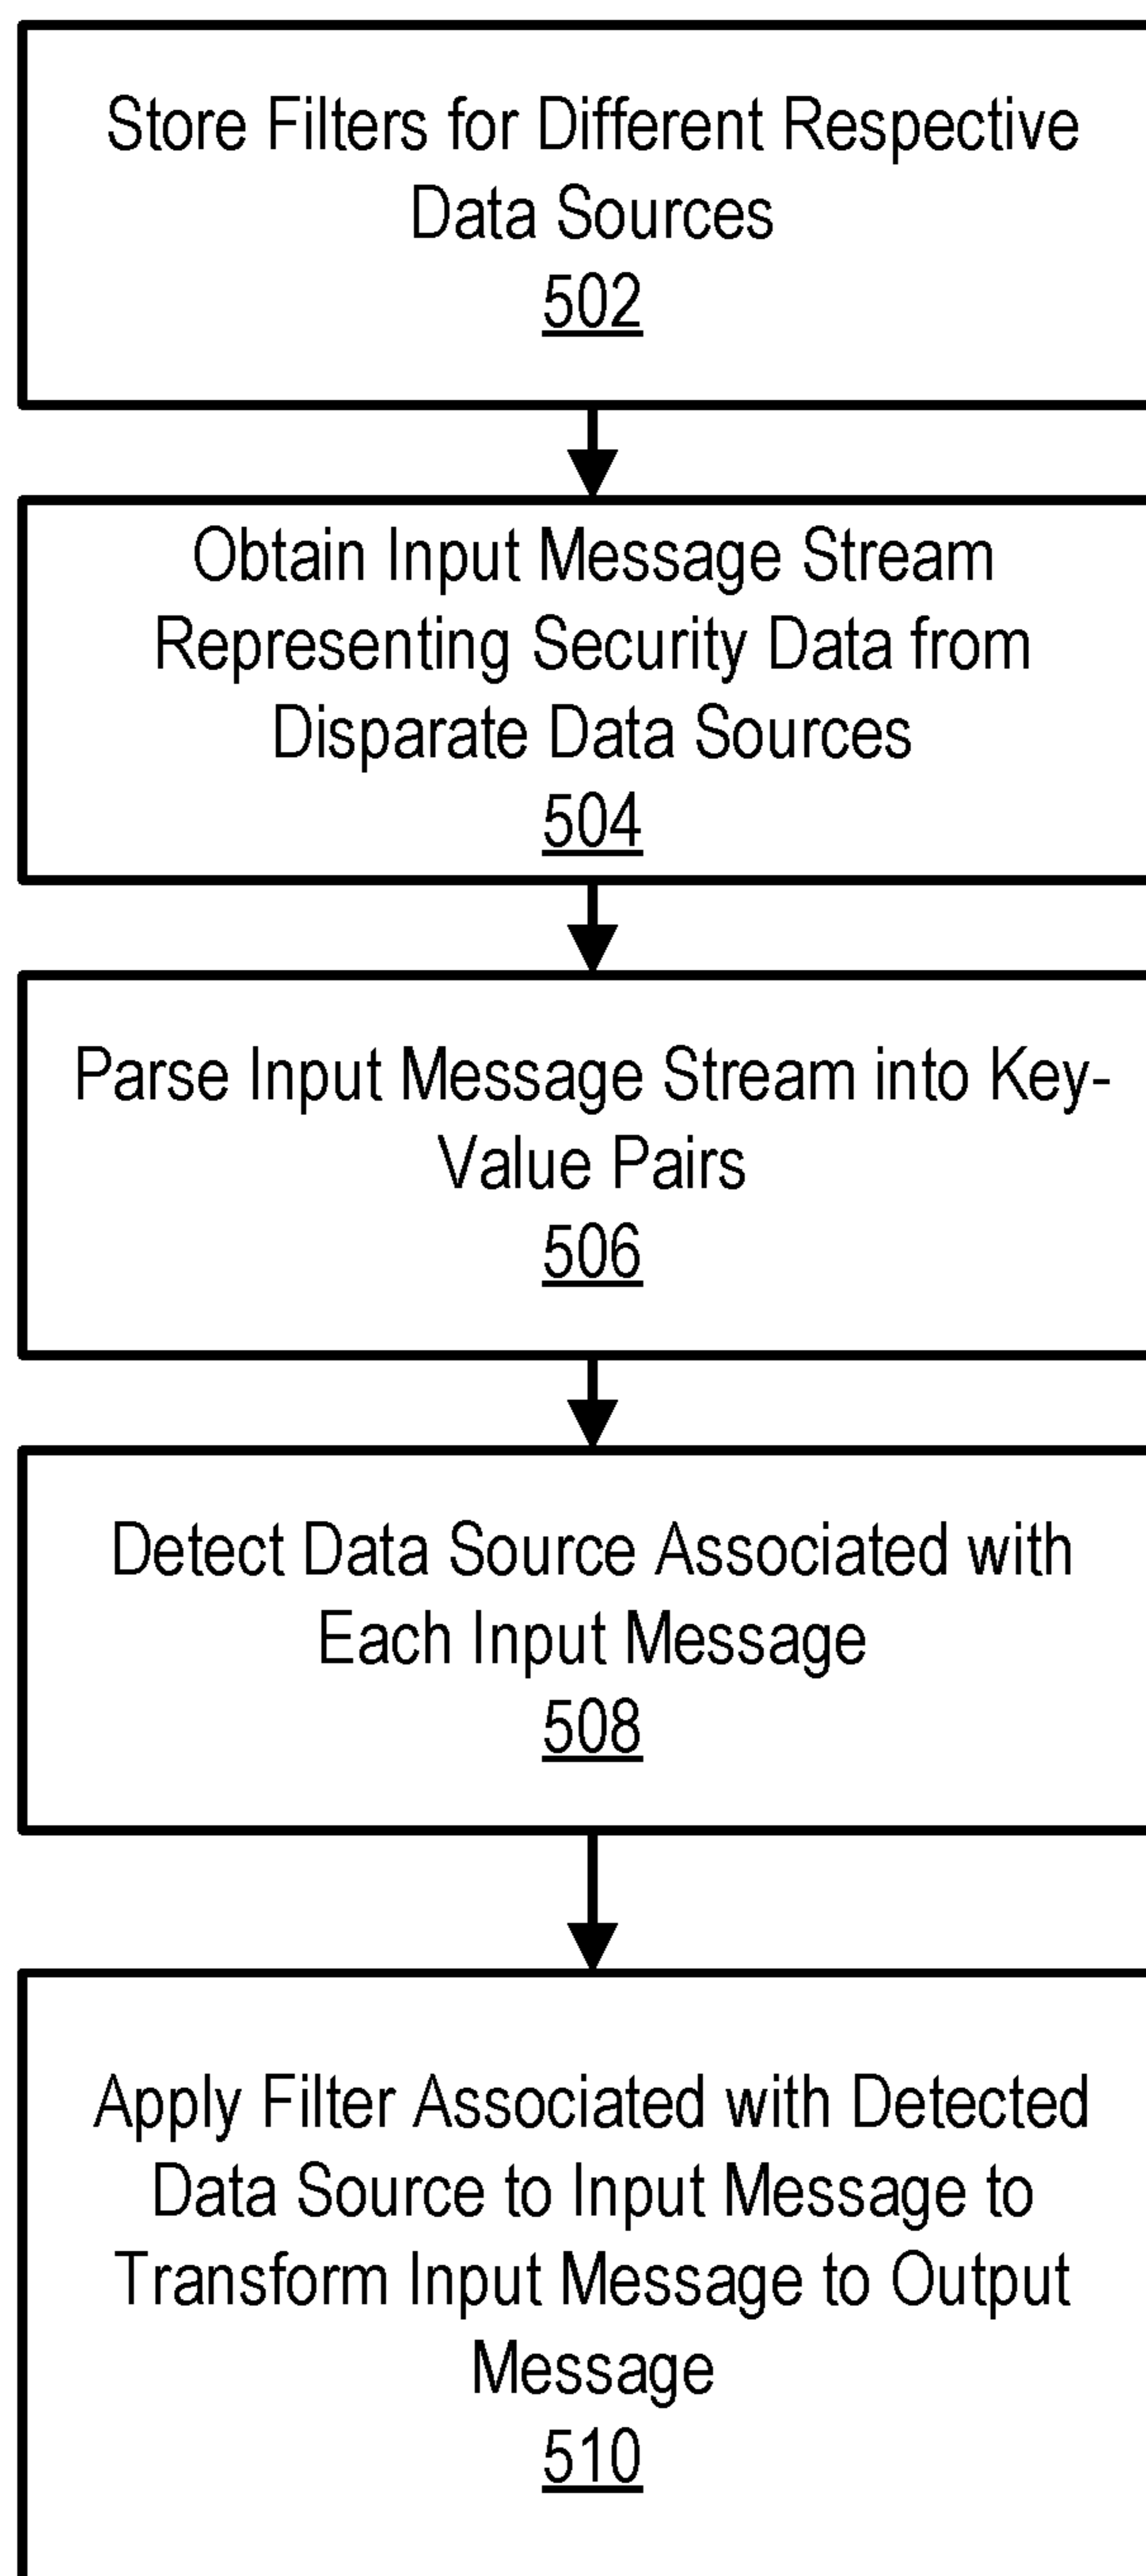 Store Filters for Different Respective
Data Sources
502
Obtain Input Message Stream
Representing Security Data from
Disparate Data Sources
504
Parse Input Message Stream into Key-
Value Pairs
506
Detect Data Source Associated with
Each Input Message
508
Apply Filter Associated with Detected
Data Source to Input Message to
Transform Input Message to Output
Message
510